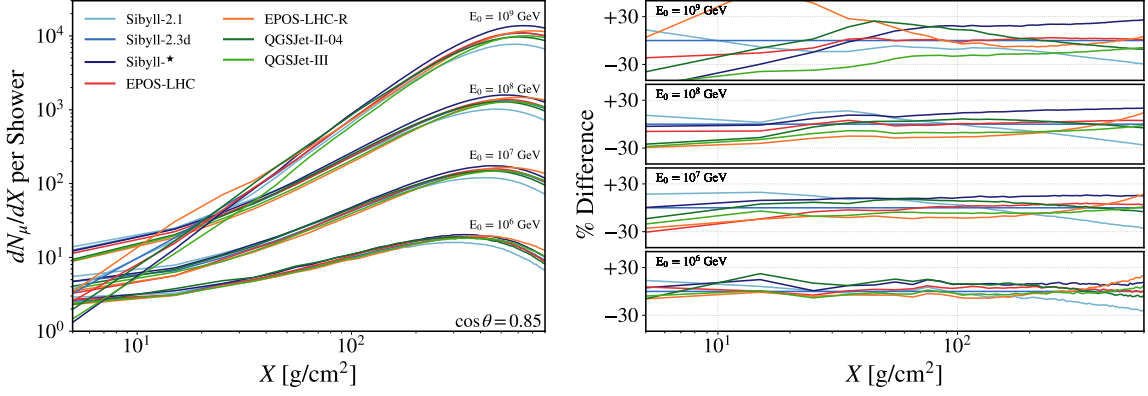 Sibyll-2.1
Sibyll-2.3d
Sibyll-★
EPOS-LHC
EPOS-LHC-R
QGSJet-II-04
QGSJet-III
E₀ = 10⁹ GeV
E₀ = 10⁸ GeV
E₀ = 10⁷ GeV
E₀ = 10⁶ GeV
cos θ = 0.85
10⁴
10³
10²
10¹
10⁰
dN_μ/dX per Shower
10¹ 10²
X [g/cm²]
% Difference
E₀ = 10⁹ GeV
+30
−30
E₀ = 10⁸ GeV
+30
−30
E₀ = 10⁷ GeV
+30
−30
E₀ = 10⁶ GeV
+30
−30
10¹ 10²
X [g/cm²]